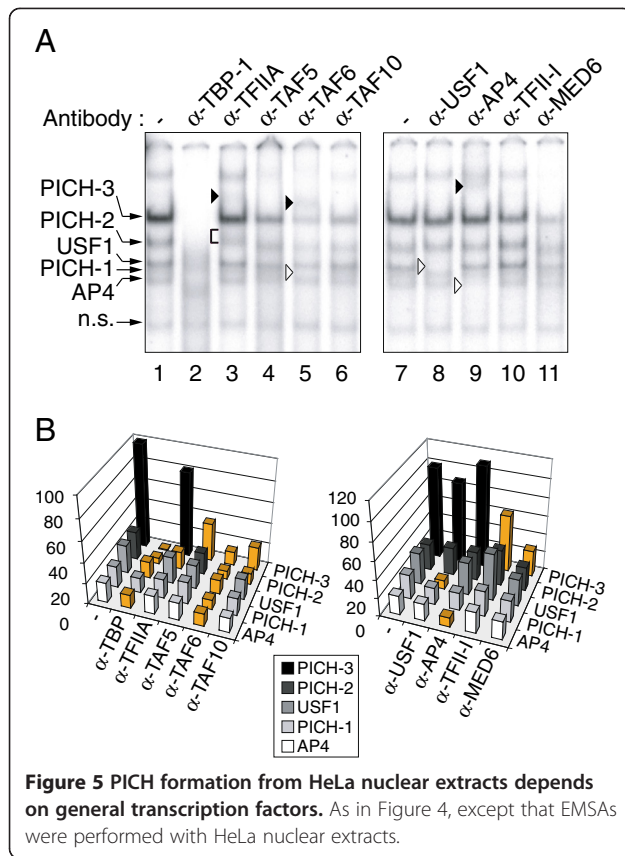 A
Antibody : - α-TBP-1 α-TFIIA α-TAF5 α-TAF6 α-TAF10 - α-USF1 α-AP4 α-TFII-I α-MED6
PICH-3
PICH-2
USF1
PICH-1
AP4
n.s.
1 2 3 4 5 6 7 8 9 10 11
B
100
80
60
40
20
0
- α-TBP α-TFIIA α-TAF5 α-TAF6 α-TAF10
PICH-3
PICH-2
USF1
PICH-1
AP4
120
100
80
60
40
20
0
- α-USF1 α-AP4 α-TFII-I α-MED6
PICH-3
PICH-2
USF1
PICH-1
AP4
PICH-3
PICH-2
USF1
PICH-1
AP4
Figure 5 PICH formation from HeLa nuclear extracts depends
on general transcription factors. As in Figure 4, except that EMSAs
were performed with HeLa nuclear extracts.